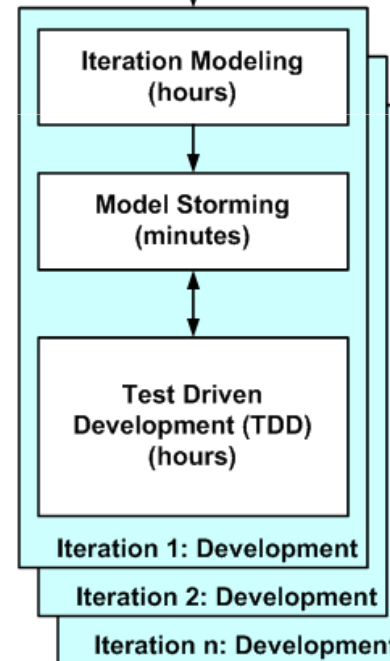 Iteration Modeling
(hours)
Model Storming
(minutes)
Test Driven
Development (TDD)
(hours)
Iteration 1: Development
Iteration 2: Development
Iteration n: Development